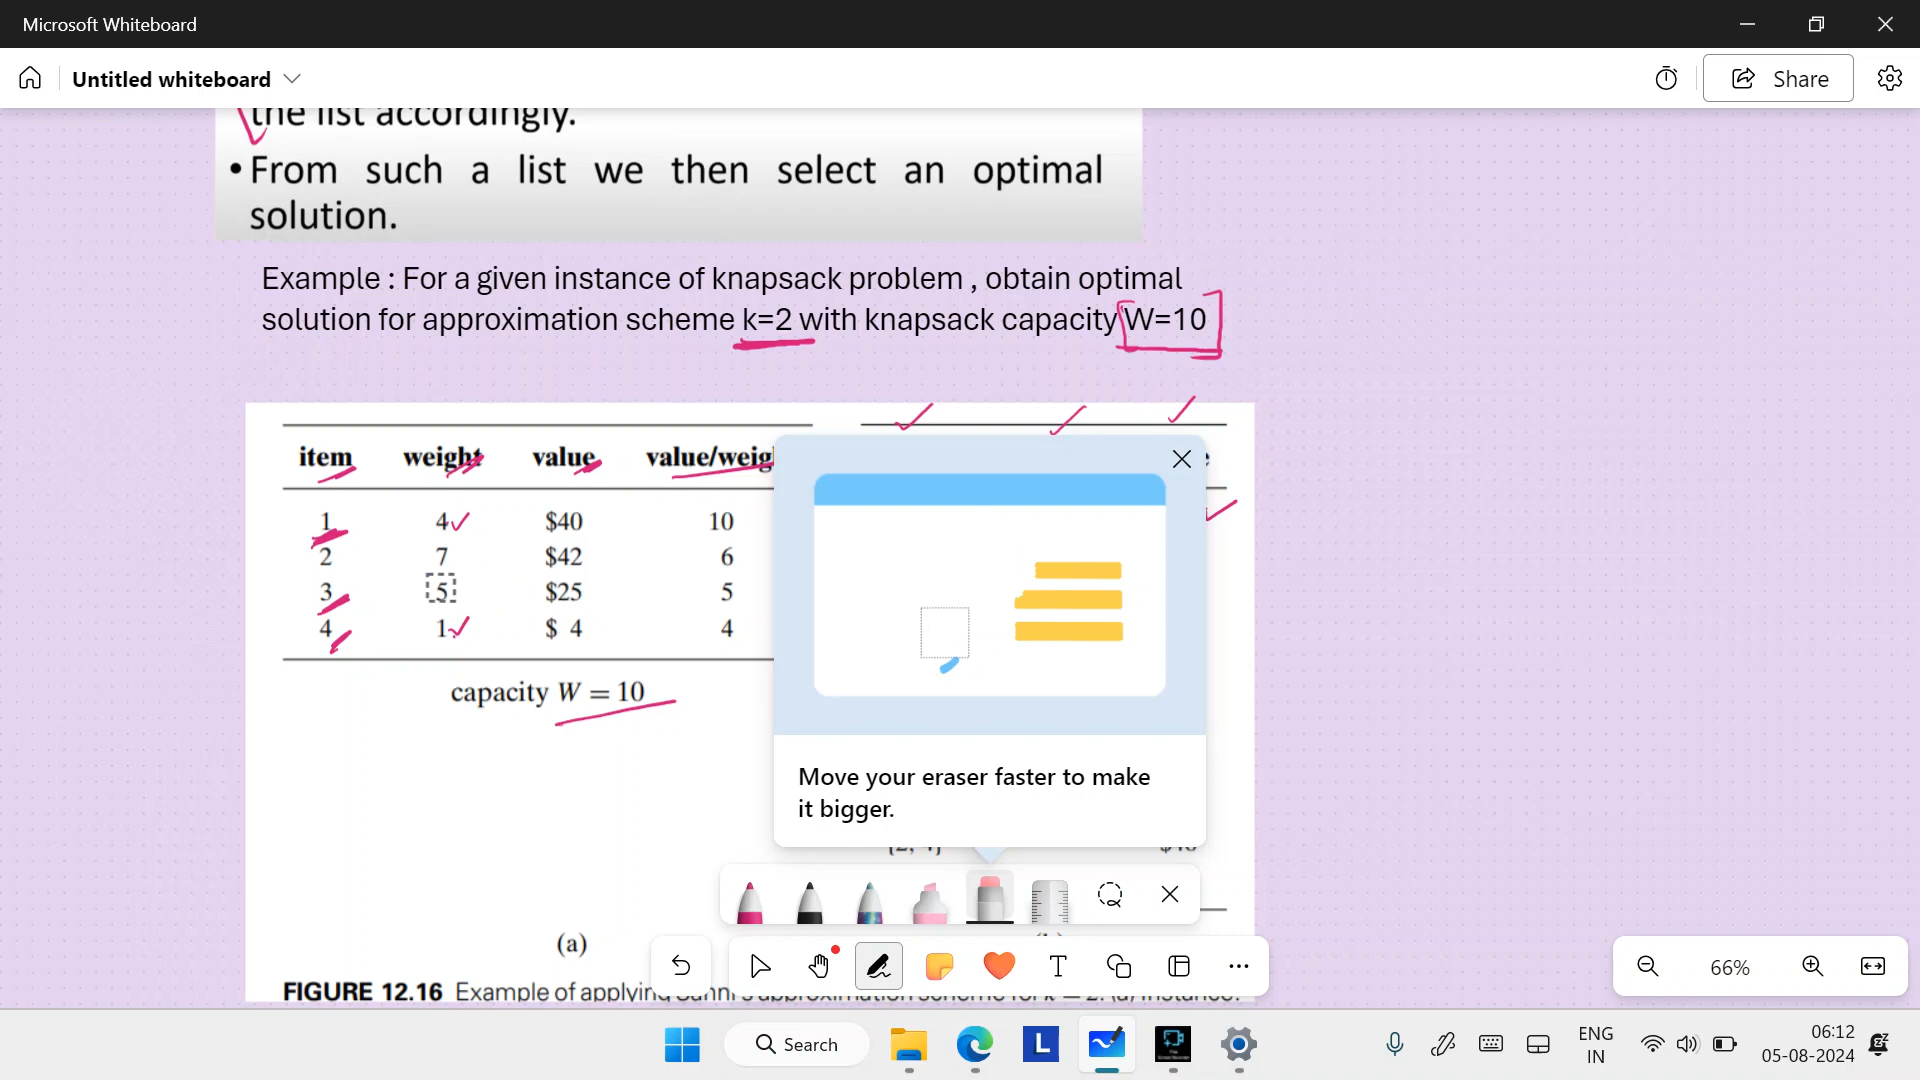 Microsoft Whiteboard
Untitled whiteboard
Share
the list accordingly.
• From such a list we then select an optimal
solution.
Example : For a given instance of knapsack problem , obtain optimal
solution for approximation scheme k=2 with knapsack capacity W=10
item weight value
1 4 $40 10
2 7 $42 6
3 5 $25 5
4 1 $ 4 4
capacity W = 10
Move your eraser faster to make
it bigger.
(a)
FIGURE 12.16 Example of applying
66%
Search
L
ENG
IN
06:12
05-08-2024